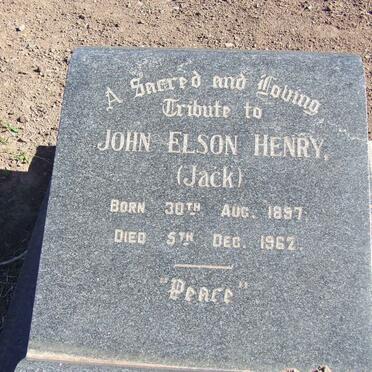 A Sacred and Loving
Tribute to
JOHN ELSON HENRY,
(Jack)
BORN 30TH AUG. 1897.
DIED 5TH DEC. 1962.
"Peace"